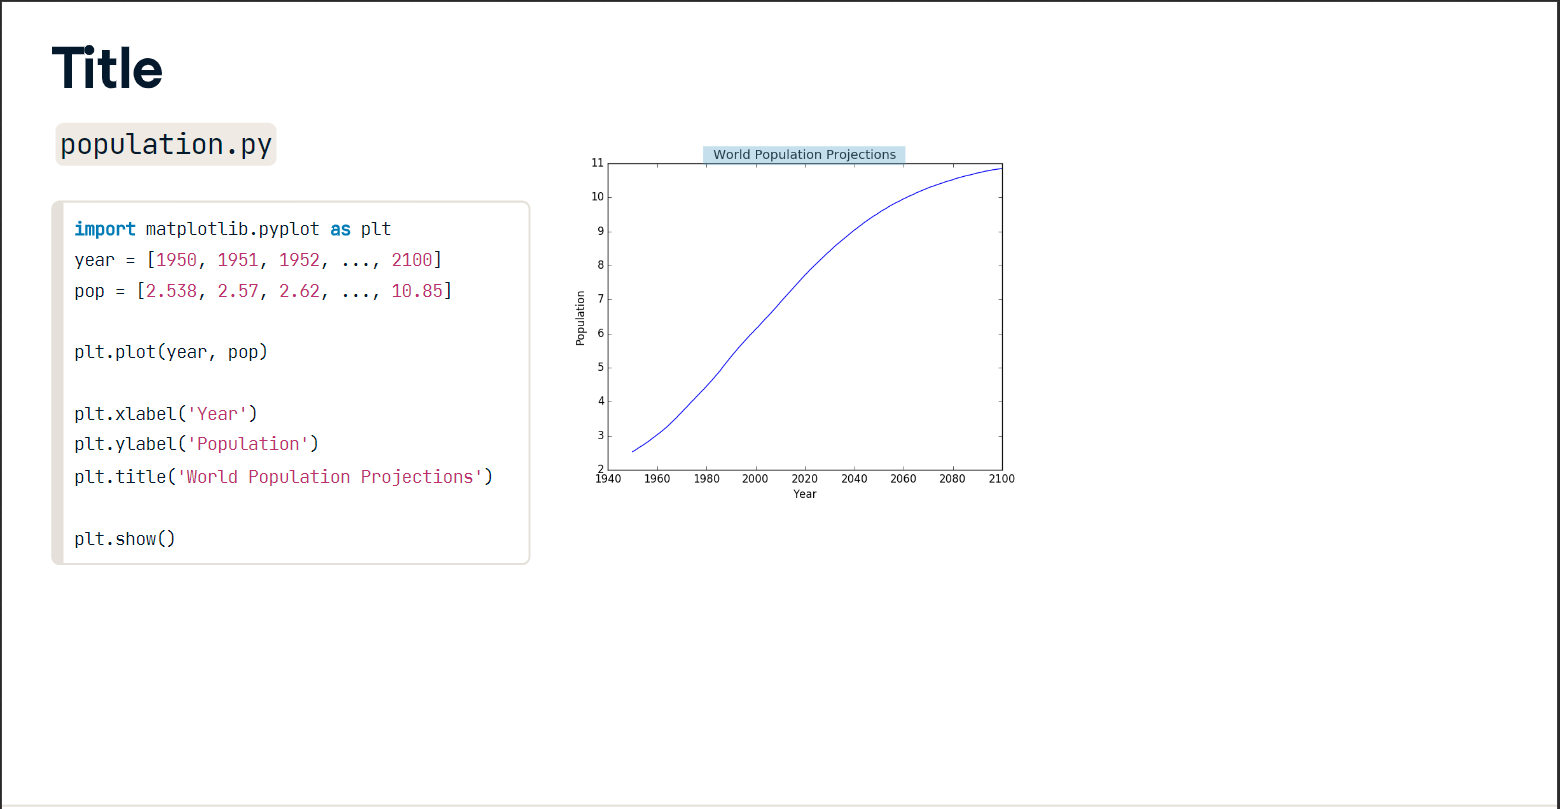 Title
population.py
import matplotlib.pyplot as plt
year = [1950, 1951, 1952, ..., 2100]
pop = [2.538, 2.57, 2.62, ..., 10.85]
plt.plot(year, pop)
plt.xlabel('Year')
plt.ylabel('Population')
plt.title('World Population Projections')
plt.show()
World Population Projections
11
10
9
8
7
6
5
4
3
2
Population
1940 1960 1980 2000 2020 2040 2060 2080 2100
Year